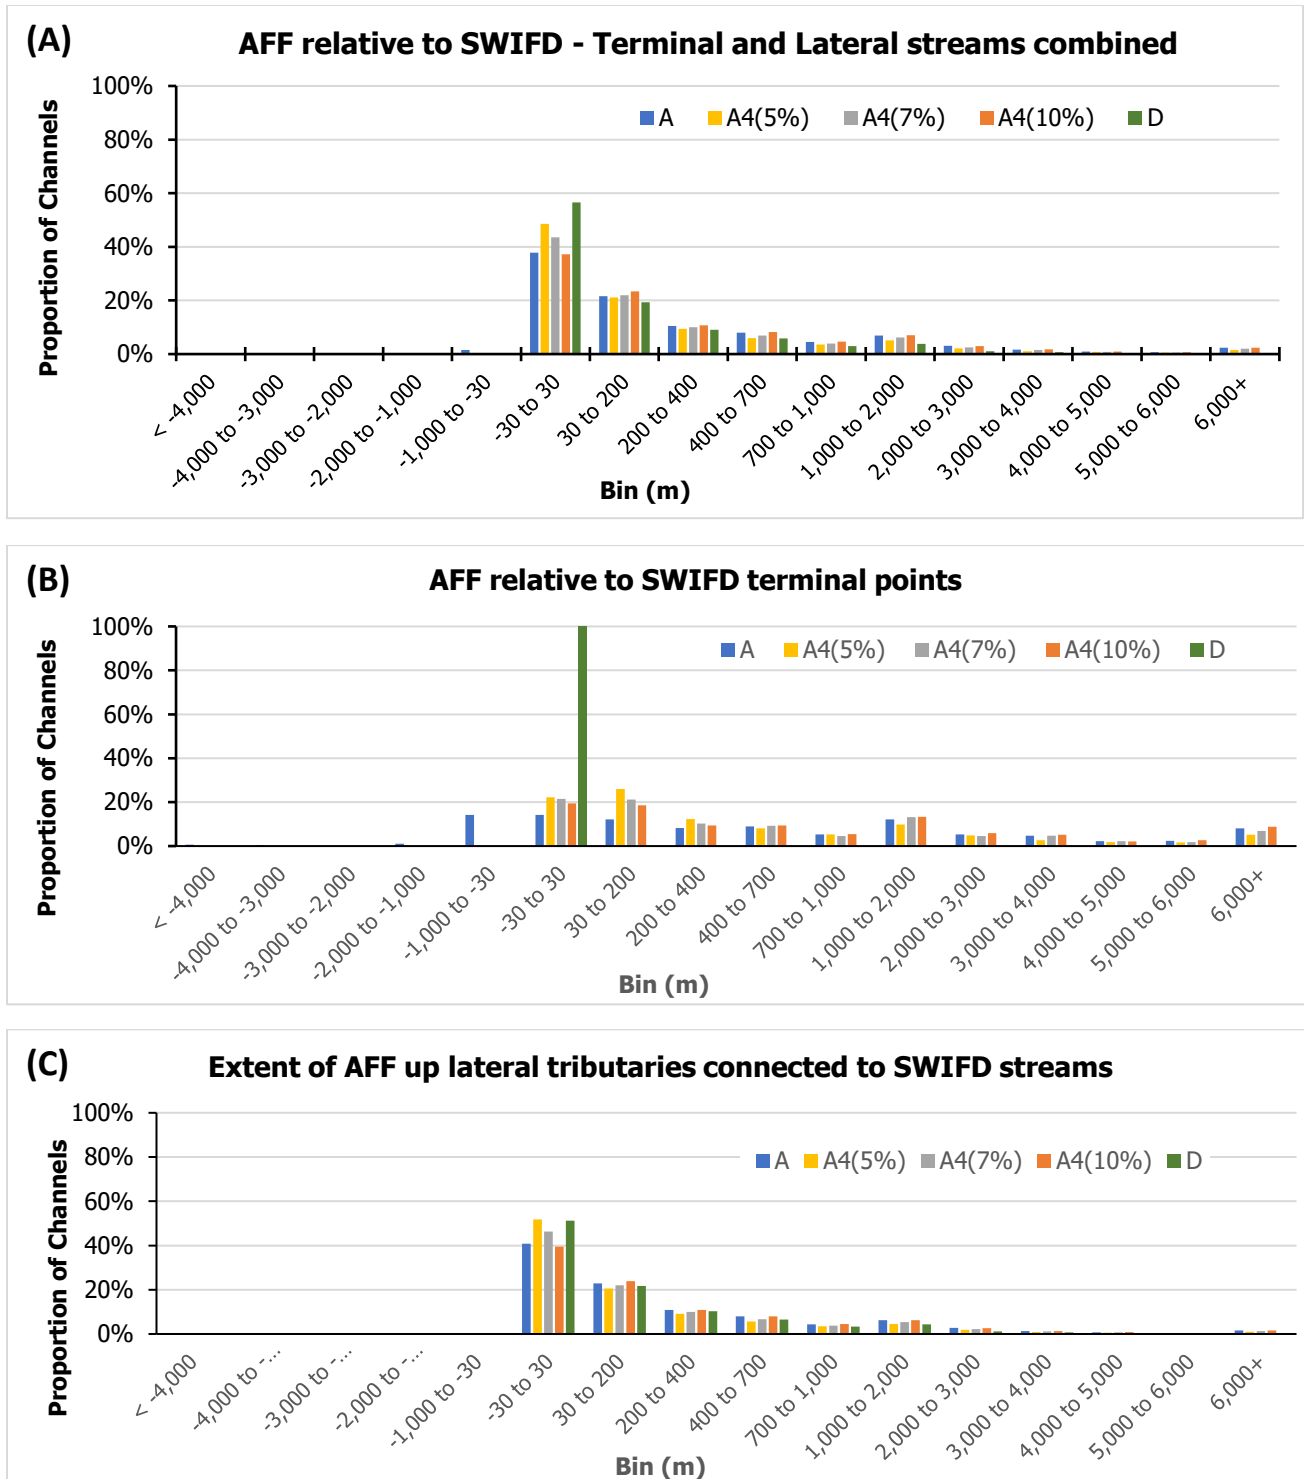 (A)
AFF relative to SWIFD - Terminal and Lateral streams combined
Proportion of Channels
100%
80%
60%
40%
20%
0%
A A4(5%) A4(7%) A4(10%) D
< -4,000
-4,000 to -3,000
-3,000 to -2,000
-2,000 to -1,000
-1,000 to -30
-30 to 30
30 to 200
200 to 400
400 to 700
700 to 1,000
1,000 to 2,000
2,000 to 3,000
3,000 to 4,000
4,000 to 5,000
5,000 to 6,000
6,000+
Bin (m)
(B)
AFF relative to SWIFD terminal points
Proportion of Channels
100%
80%
60%
40%
20%
0%
A A4(5%) A4(7%) A4(10%) D
< -4,000
-4,000 to -3,000
-3,000 to -2,000
-2,000 to -1,000
-1,000 to -30
-30 to 30
30 to 200
200 to 400
400 to 700
700 to 1,000
1,000 to 2,000
2,000 to 3,000
3,000 to 4,000
4,000 to 5,000
5,000 to 6,000
6,000+
Bin (m)
(C)
Extent of AFF up lateral tributaries connected to SWIFD streams
Proportion of Channels
100%
80%
60%
40%
20%
0%
A A4(5%) A4(7%) A4(10%) D
< -4,000
-4,000 to -...
-3,000 to -...
-2,000 to -...
-1,000 to -30
-30 to 30
30 to 200
200 to 400
400 to 700
700 to 1,000
1,000 to 2,000
2,000 to 3,000
3,000 to 4,000
4,000 to 5,000
5,000 to 6,000
6,000+
Bin (m)